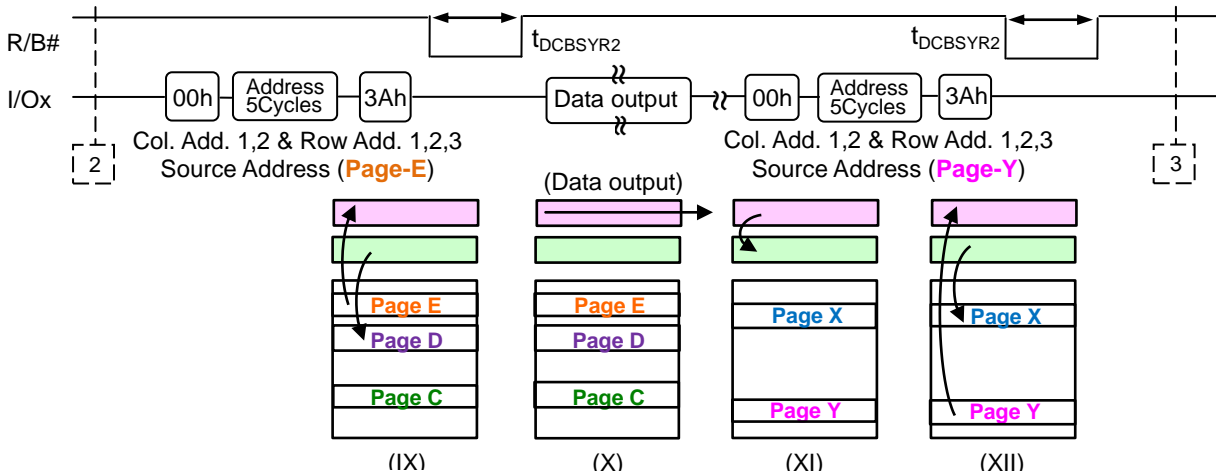 R/B#
tDCBSYR2
tDCBSYR2
I/Ox
00h
Address
5Cycles
3Ah
Data output
00h
Address
5Cycles
3Ah
Col. Add. 1,2 & Row Add. 1,2,3
Source Address (Page-E)
Col. Add. 1,2 & Row Add. 1,2,3
Source Address (Page-Y)
2
3
(Data output)
Page E
Page D
Page C
(IX)
Page E
Page D
Page C
(X)
Page X
Page Y
(XI)
Page X
Page Y
(XII)